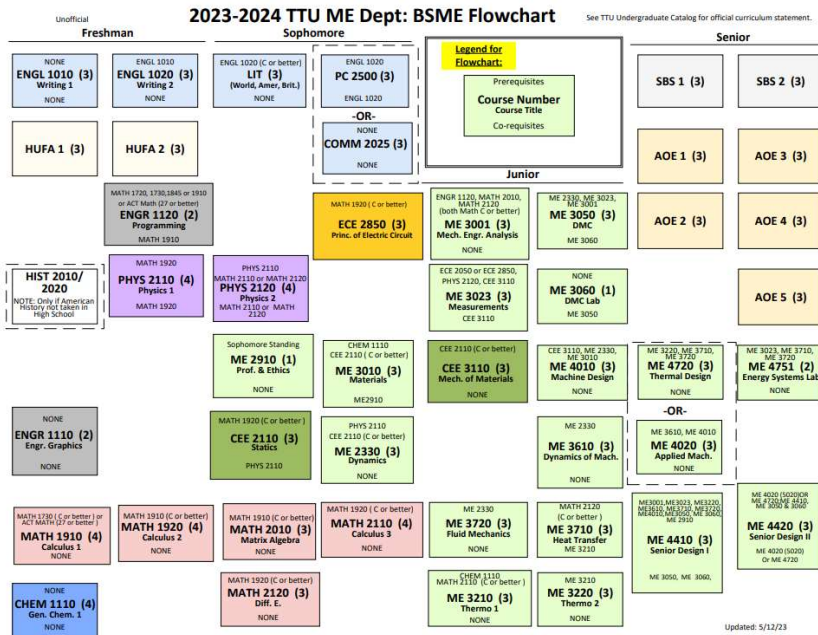 Unofficial
2023-2024 TTU ME Dept: BSME Flowchart
See TTU Undergraduate Catalog for official curriculum statement.
Freshman
Sophomore
Senior
NONE
ENGL 1010 (3)
Writing 1
NONE
ENGL 1010
ENGL 1020 (3)
Writing 2
NONE
ENGL 1020 (C or better)
LIT (3)
(World, Amer, Brit.)
NONE
ENGL 1020
PC 2500 (3)
ENGL 1020
-OR-
NONE
COMM 2025 (3)
NONE
Legend for
Flowchart:
Prerequisites
Course Number
Course Title
Co-requisites
SBS 1 (3)
SBS 2 (3)
HUFA 1 (3)
HUFA 2 (3)
AOE 1 (3)
AOE 3 (3)
Junior
MATH 1720, 1730,1845 or 1910
or ACT Math (27 or better)
ENGR 1120 (2)
Programming
MATH 1910
MATH 1920 ( C or better)
ECE 2850 (3)
Princ. of Electric Circuit
ENGR 1120, MATH 2010,
MATH 2120
(both Math C or better)
ME 3001 (3)
Mech. Engr. Analysis
NONE
ME 2330, ME 3023,
ME 3001
ME 3050 (3)
DMC
ME 3060
AOE 2 (3)
AOE 4 (3)
HIST 2010/
2020
NOTE: Only if American
History not taken in
High School
MATH 1920
PHYS 2110 (4)
Physics 1
MATH 1920
PHYS 2110
MATH 2110 or MATH 2120
PHYS 2120 (4)
Physics 2
MATH 2110 or MATH
2120
ECE 2050 or ECE 2850,
PHYS 2120, CEE 3110
ME 3023 (3)
Measurements
CEE 3110
NONE
ME 3060 (1)
DMC Lab
ME 3050
AOE 5 (3)
Sophomore Standing
ME 2910 (1)
Prof. & Ethics
NONE
CHEM 1110
CEE 2110 ( C or better)
ME 3010 (3)
Materials
ME2910
CEE 2110 (C or better)
CEE 3110 (3)
Mech. of Materials
NONE
CEE 3110, ME 2330,
ME 3010
ME 4010 (3)
Machine Design
NONE
ME 3220, ME 3710,
ME 3720
ME 4720 (3)
Thermal Design
NONE
ME 3023, ME 3710,
ME 3720
ME 4751 (2)
Energy Systems Lab
NONE
-OR-
ME 3610, ME 4010
ME 4020 (3)
Applied Mach.
NONE
NONE
ENGR 1110 (2)
Engr. Graphics
NONE
MATH 1920 (C or better )
CEE 2110 (3)
Statics
PHYS 2110
PHYS 2110
CEE 2110 (C or better)
ME 2330 (3)
Dynamics
NONE
ME 2330
ME 3610 (3)
Dynamics of Mach.
NONE
MATH 1730 ( C or better ) or
ACT MATH (27 or better )
MATH 1910 (4)
Calculus 1
NONE
MATH 1910 (C or better)
MATH 1920 (4)
Calculus 2
NONE
MATH 1910 (C or better)
MATH 2010 (3)
Matrix Algebra
NONE
MATH 1920 ( C or better)
MATH 2110 (4)
Calculus 3
NONE
ME 2330
ME 3720 (3)
Fluid Mechanics
NONE
MATH 2120
(C or better )
ME 3710 (3)
Heat Transfer
ME 3210
ME3001,ME3023, ME3220,
ME3610, ME3710, ME3720,
ME4010,ME3050, ME 3060,
ME 2910
ME 4410 (3)
Senior Design I
ME 3050, ME 3060,
ME 4020 (5020)OR
ME 4720;ME 4410,
ME 3050 & 3060
ME 4420 (3)
Senior Design II
ME 4020 (5020)
Or ME 4720
NONE
CHEM 1110 (4)
Gen. Chem. 1
NONE
MATH 1920 (C or better)
MATH 2120 (3)
Diff. E.
NONE
CHEM 1110
MATH 2110 (C or better )
ME 3210 (3)
Thermo 1
NONE
ME 3210
ME 3220 (3)
Thermo 2
NONE
Updated: 5/12/23